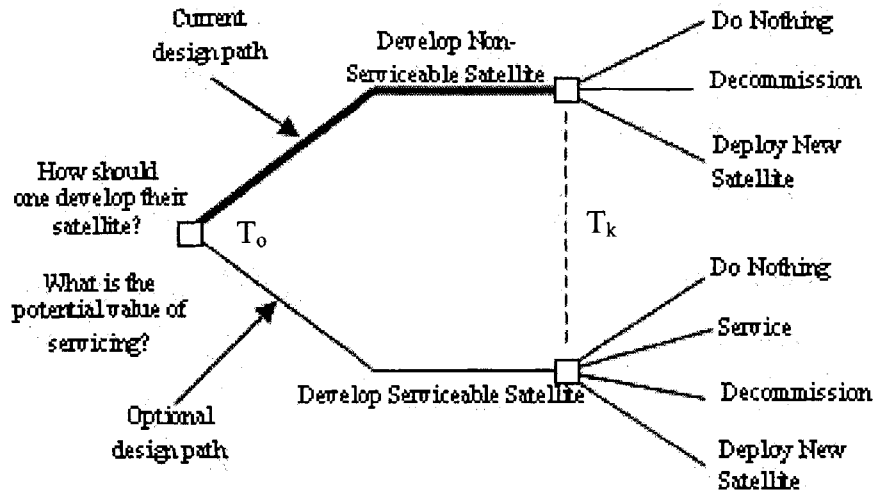 Current
design path
Develop Non-
Serviceable Satellite
Do Nothing
Decommission
Deploy New
Satellite
How should
one develop their
satellite?
To
Tk
What is the
potential value of
servicing?
Optional
design path
Develop Serviceable Satellite
Do Nothing
Service
Decommission
Deploy New
Satellite